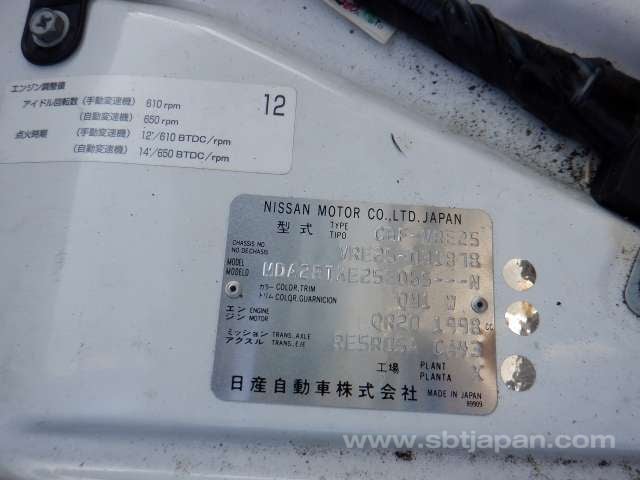 エンジン調整値
アイドル回転数 (手動変速機) 610 rpm
(自動変速機) 650 rpm
点火時期 (手動変速機) 12°/610 BTDC/rpm
(自動変速機) 14°/650 BTDC/rpm
12
NISSAN MOTOR CO.,LTD.JAPAN
型式 TYPE TIPO VRE25
CHASSIS NO. NO.DECHASIS
MODEL MODELO
カラー COLOR,TRIM
トリム COLOR,GUARNICION 091 W
エンジン ENGINE MOTOR QR20 1998 cc
ミッション TRANS. AXLE
アクスル TRANS.EJE
工場 PLANT PLANTA
日産自動車株式会社 MADE IN JAPAN
99909
www.sbtjapan.com